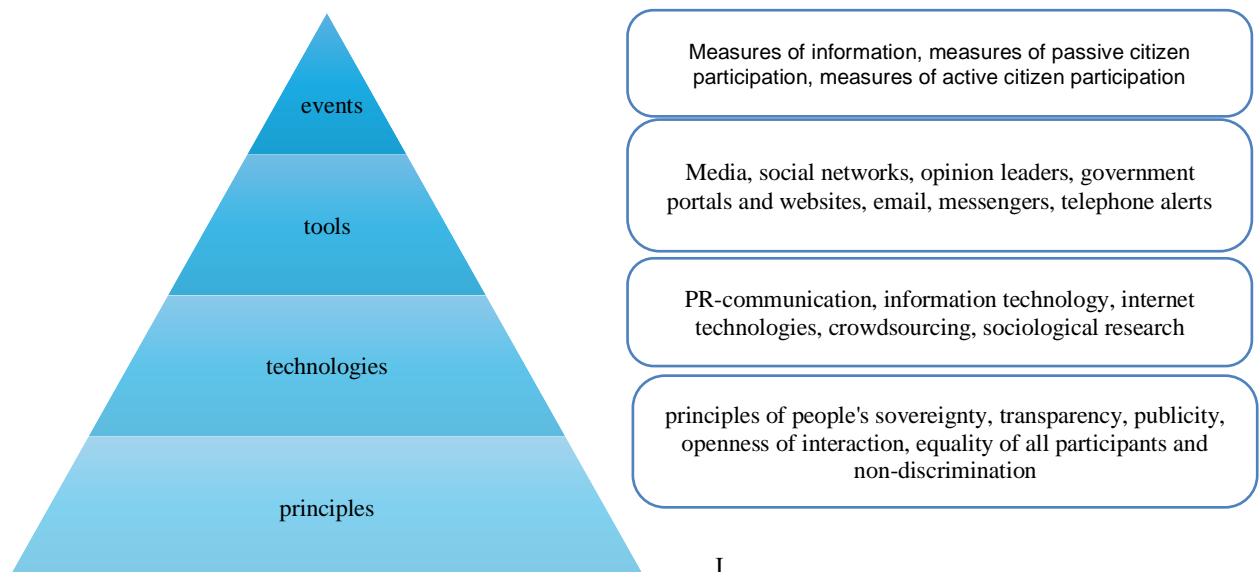 events
Measures of information, measures of passive citizen
participation, measures of active citizen participation
tools
Media, social networks, opinion leaders, government
portals and websites, email, messengers, telephone alerts
technologies
PR-communication, information technology, internet
technologies, crowdsourcing, sociological research
principles
principles of people's sovereignty, transparency, publicity,
openness of interaction, equality of all participants and
non-discrimination